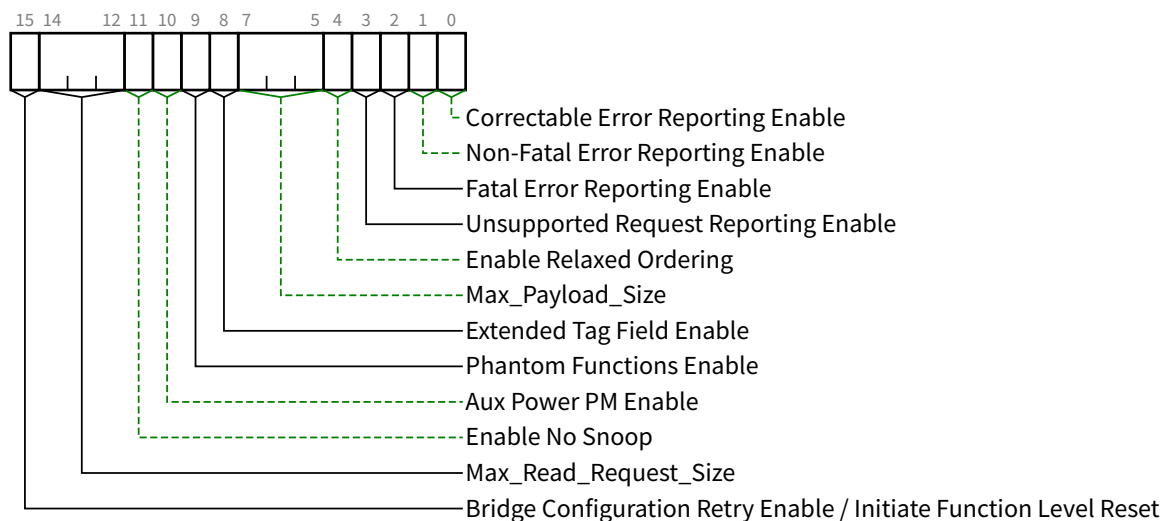 15 14 12 11 10 9 8 7 5 4 3 2 1 0
Correctable Error Reporting Enable
Non-Fatal Error Reporting Enable
Fatal Error Reporting Enable
Unsupported Request Reporting Enable
Enable Relaxed Ordering
Max_Payload_Size
Extended Tag Field Enable
Phantom Functions Enable
Aux Power PM Enable
Enable No Snoop
Max_Read_Request_Size
Bridge Configuration Retry Enable / Initiate Function Level Reset